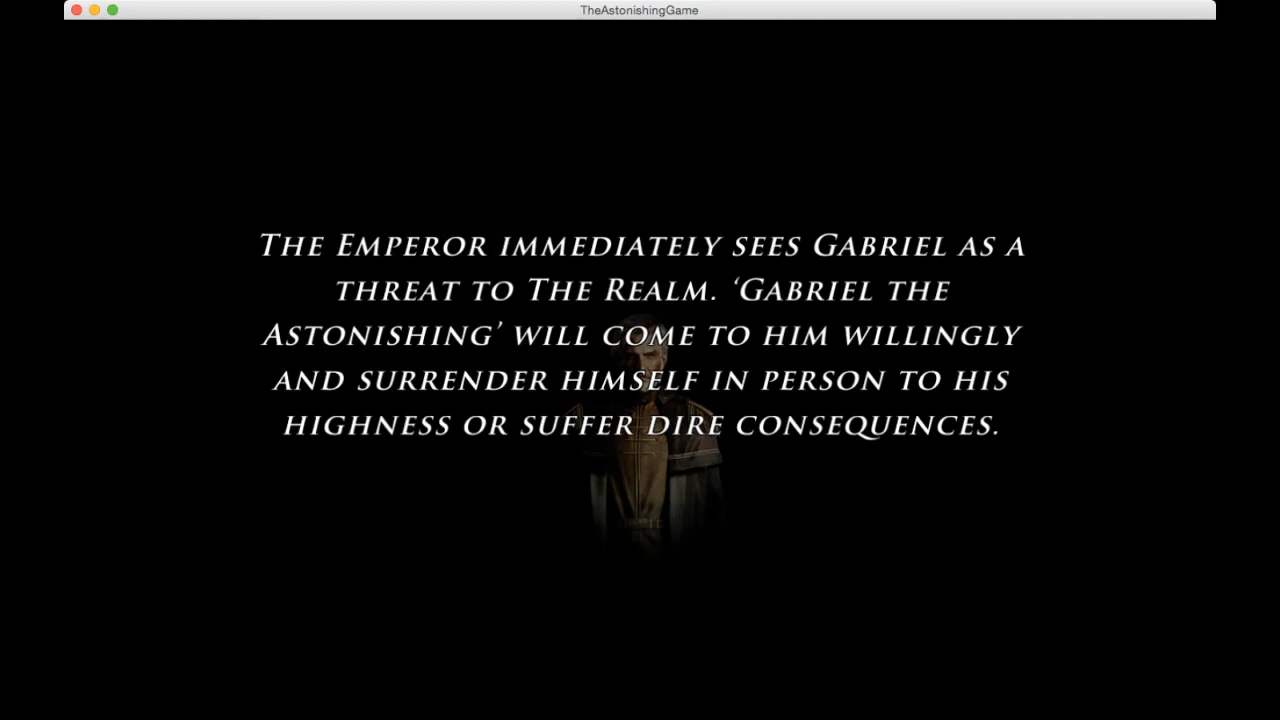 TheAstonishingGame
The Emperor immediately sees Gabriel as a
threat to The Realm. ‘Gabriel the
Astonishing’ will come to him willingly
and surrender himself in person to his
highness or suffer dire consequences.